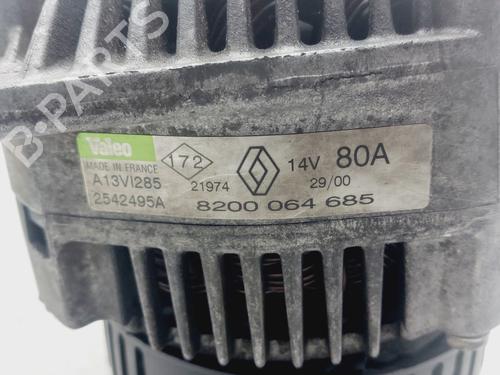 B-PARTS
Valeo
MADE IN FRANCE
172
14V 80A
A13VI285
21974
29/00
2542495A
8200 064 685